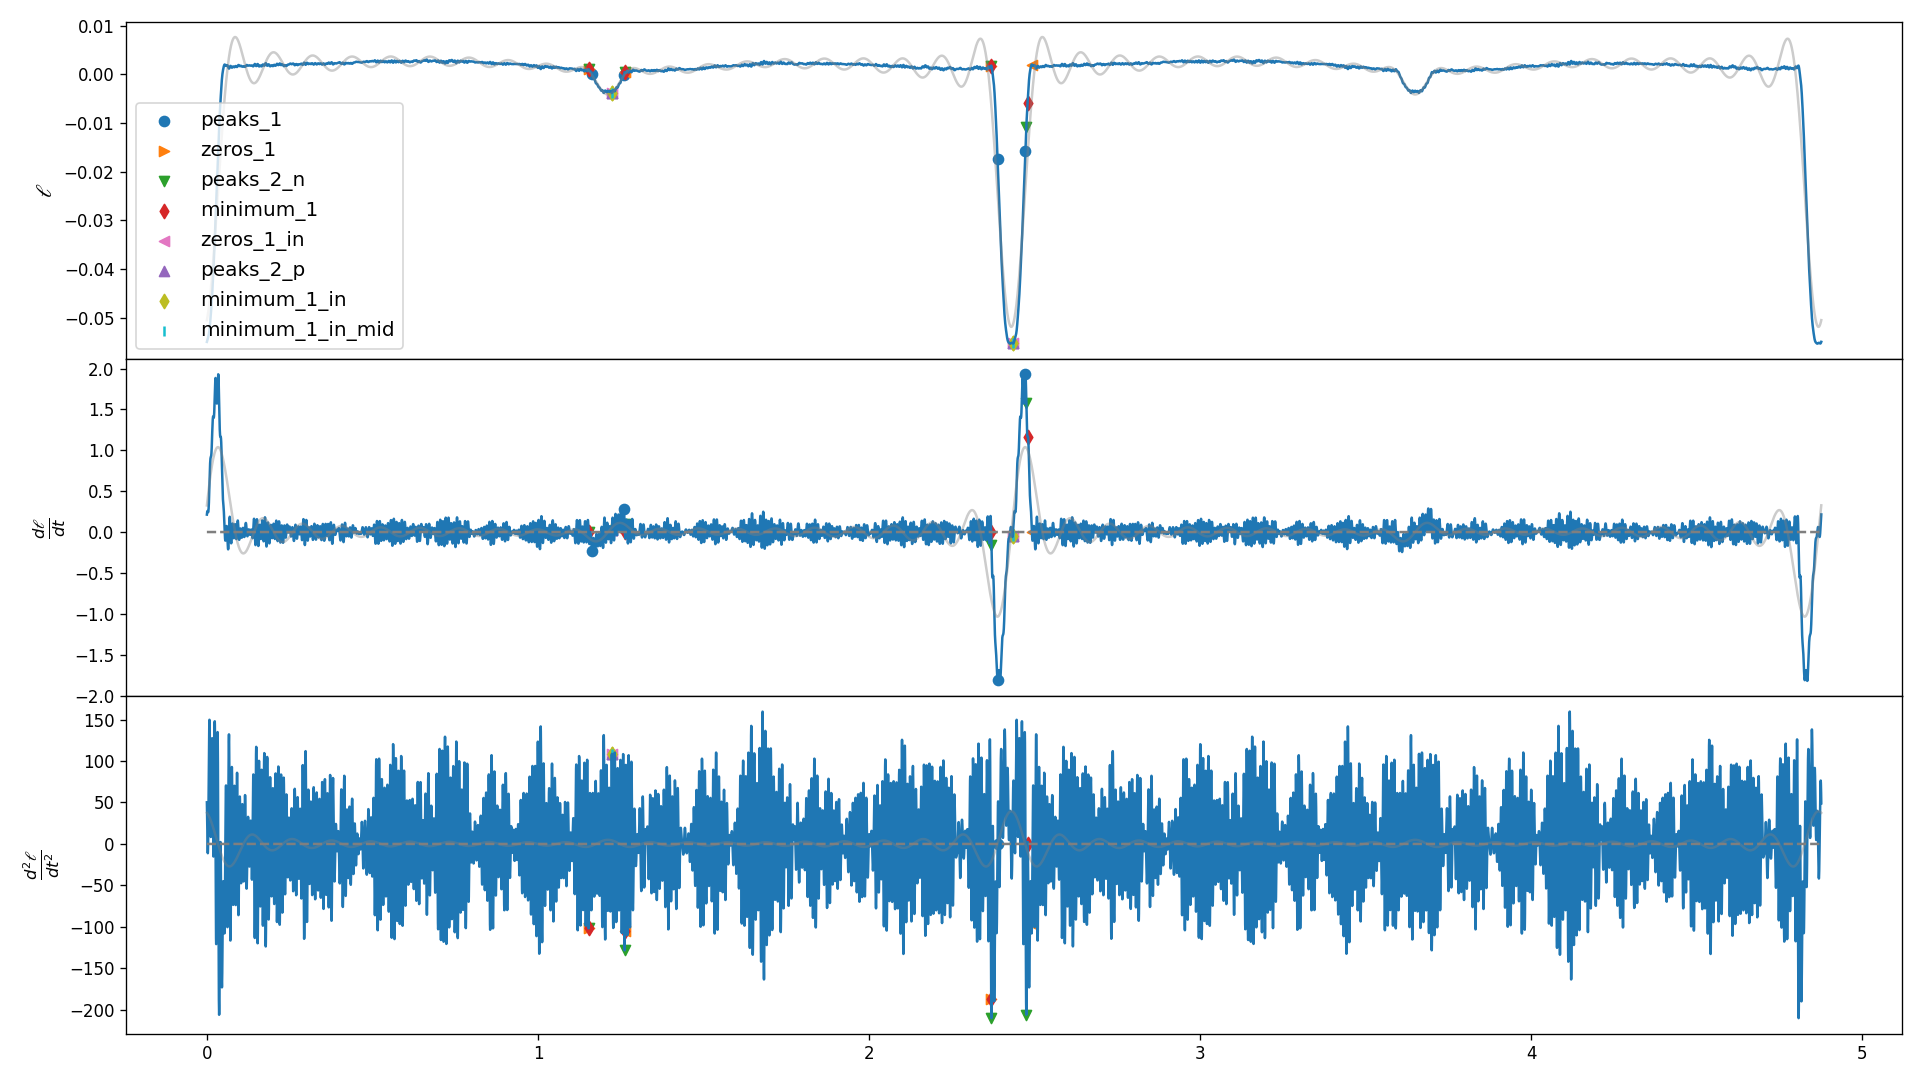 0.01
0.00
−0.01
−0.02
−0.03
−0.04
−0.05
ℓ
peaks_1
zeros_1
peaks_2_n
minimum_1
zeros_1_in
peaks_2_p
minimum_1_in
minimum_1_in_mid
2.0
1.5
1.0
0.5
0.0
−0.5
−1.0
−1.5
−2.0
dℓ/dt
150
100
50
0
−50
−100
−150
−200
d²ℓ/dt²
0 1 2 3 4 5